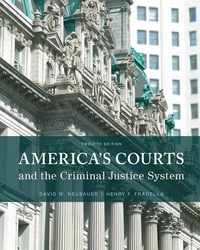 TWELFTH EDITION
AMERICA'S COURTS
and the Criminal Justice System
DAVID W. NEUBAUER | HENRY F. FRADELLA